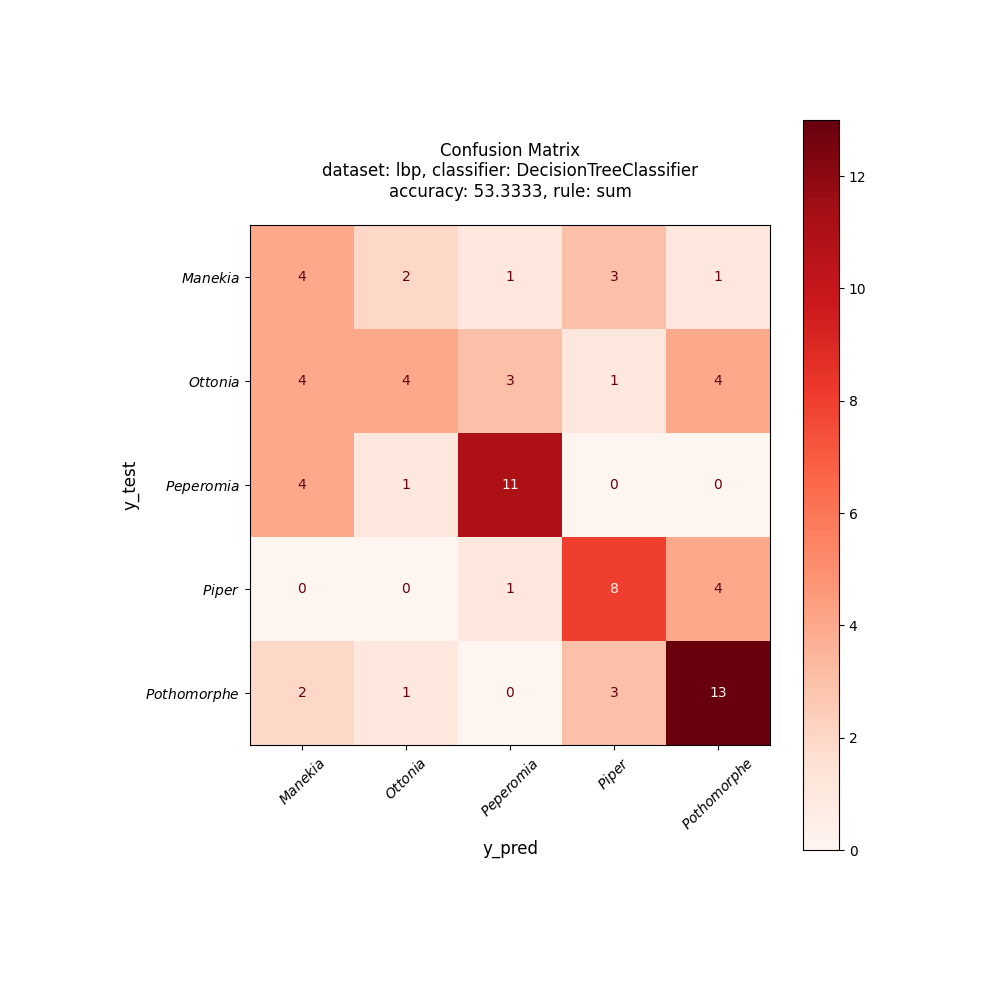 Confusion Matrix
dataset: lbp, classifier: DecisionTreeClassifier
accuracy: 53.3333, rule: sum
Manekia 4 2 1 3 1
Ottonia 4 4 3 1 4
Peperomia 4 1 11 0 0
Piper 0 0 1 8 4
Pothomorphe 2 1 0 3 13
Manekia Ottonia Peperomia Piper Pothomorphe
y_pred
y_test
12
10
8
6
4
2
0